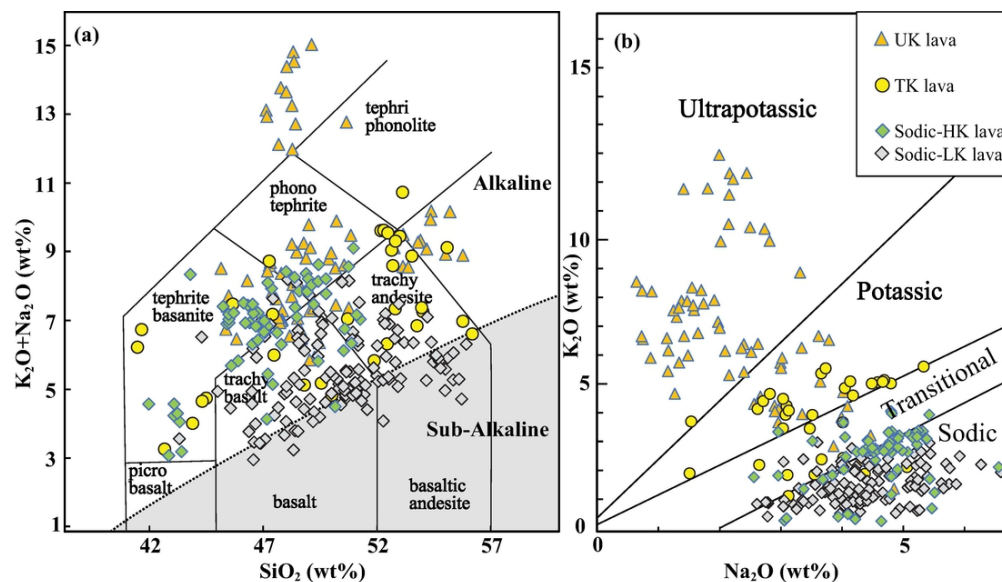 (a)
15
13
11
9
7
5
3
1
K₂O+Na₂O (wt%)
42
47
52
57
SiO₂ (wt%)
tephri
phonolite
phono
tephrite
Alkaline
tephrite
basanite
trachy
andesite
trachy
basalt
Sub-Alkaline
picro
basalt
basalt
basaltic
andesite
(b)
15
10
5
0
K₂O (wt%)
0
5
Na₂O (wt%)
Ultrapotassic
Potassic
Transitional
Sodic
UK lava
TK lava
Sodic-HK lava
Sodic-LK lava